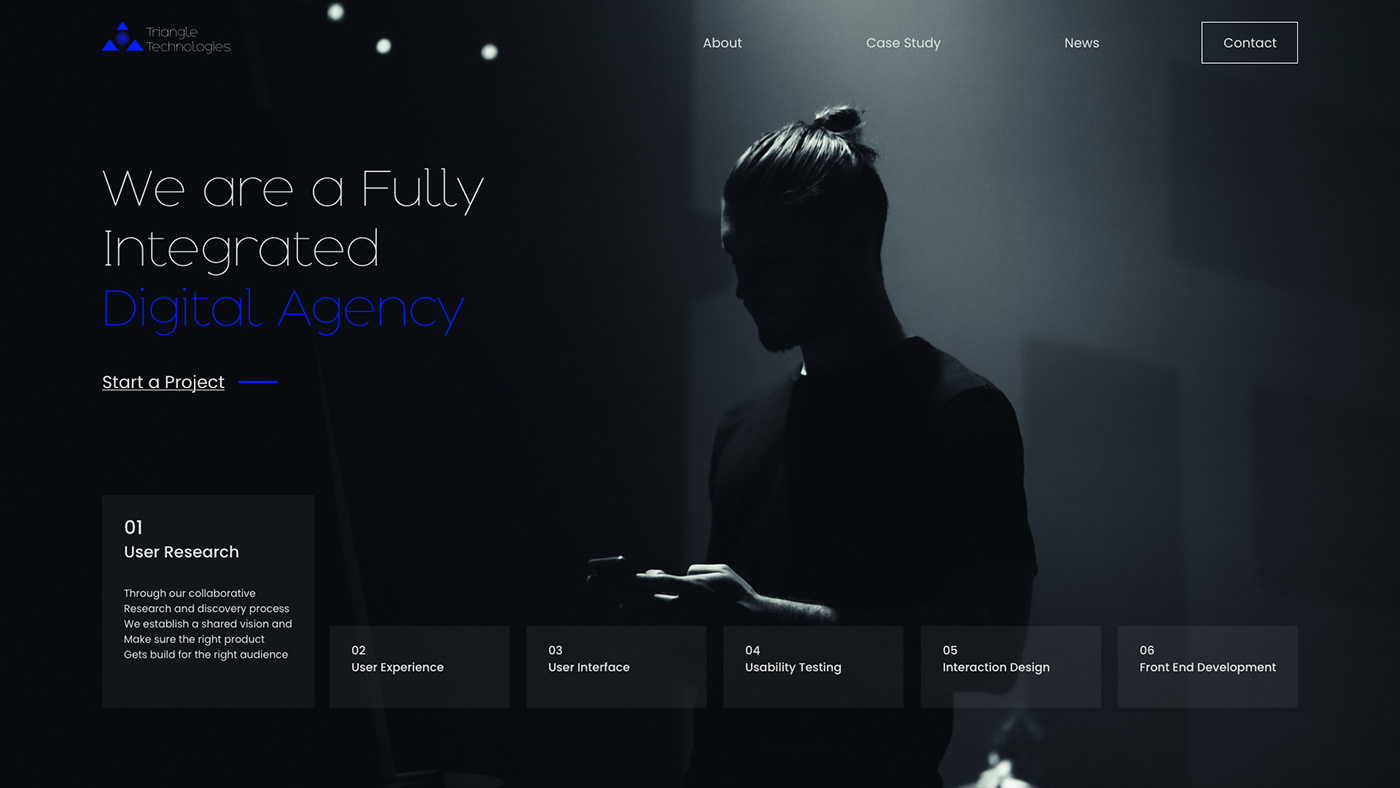 Triangle
Technologies
About
Case Study
News
Contact
We are a Fully
Integrated
Digital Agency
Start a Project
01
User Research
Through our collaborative
Research and discovery process
We establish a shared vision and
Make sure the right product
Gets build for the right audience
02
User Experience
03
User Interface
04
Usability Testing
05
Interaction Design
06
Front End Development